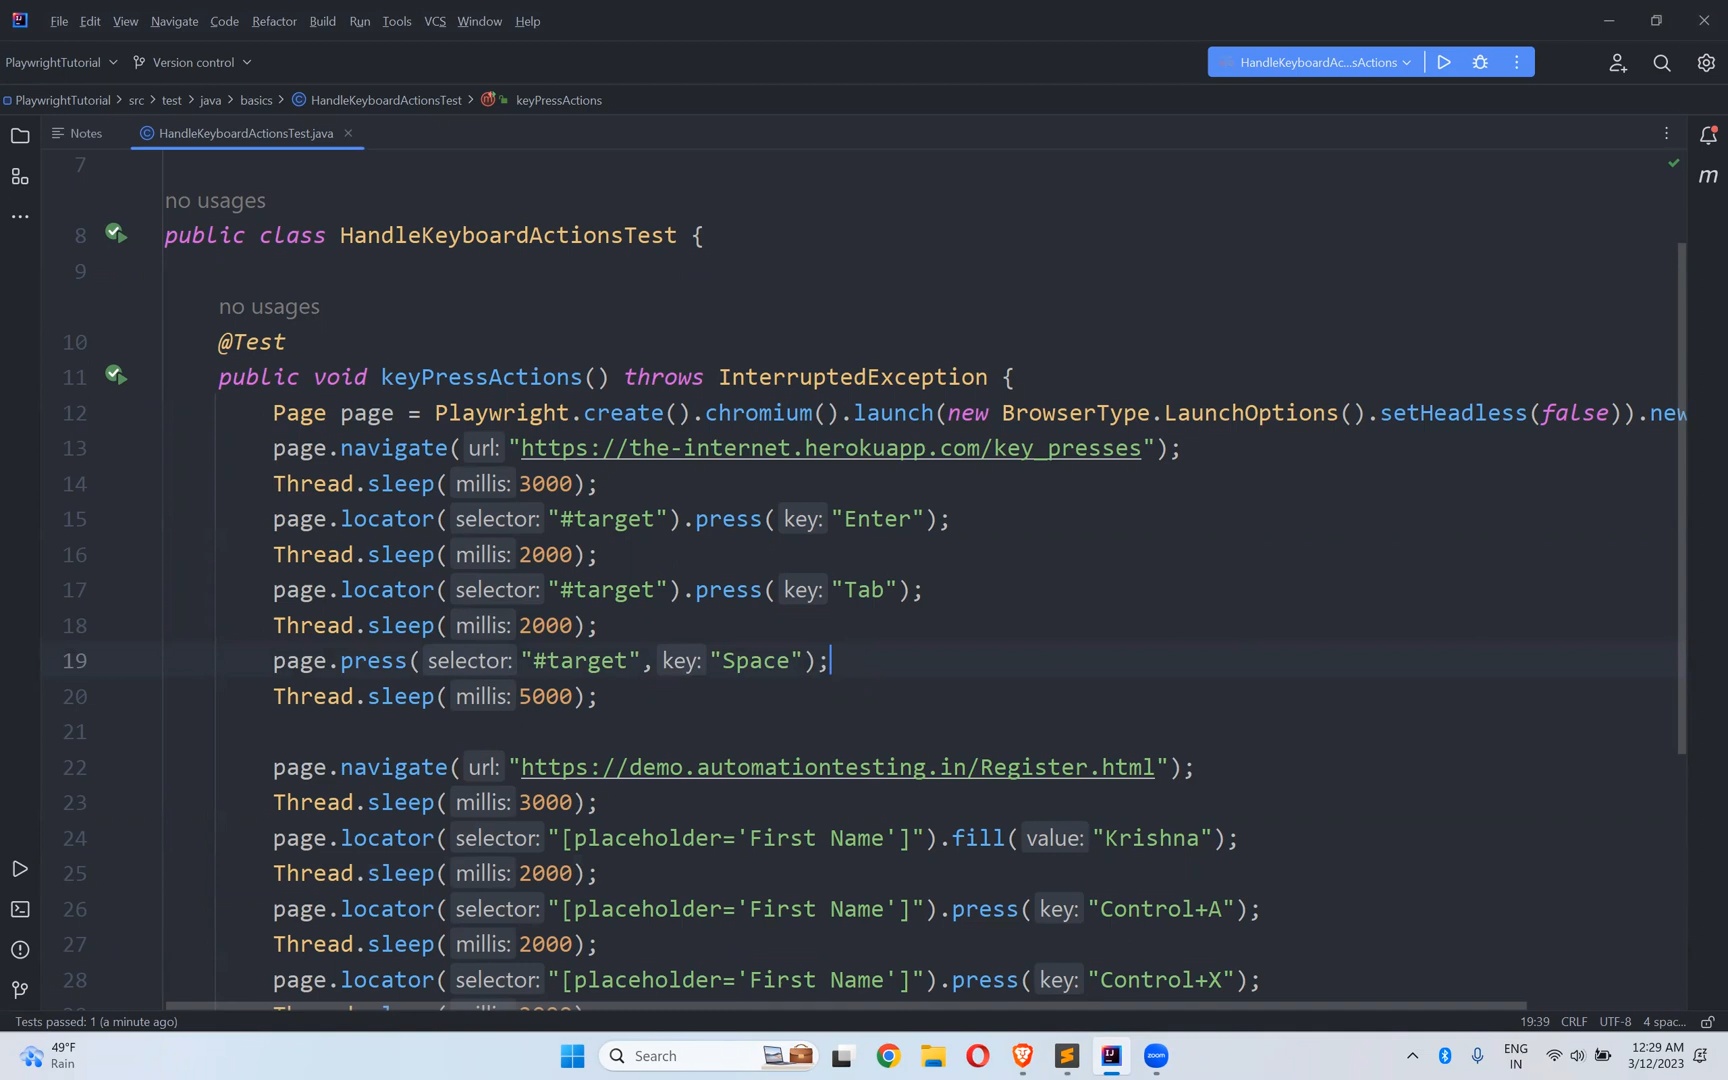 File Edit View Navigate Code Refactor Build Run Tools VCS Window Help
PlaywrightTutorial Version control HandleKeyboardAc...sActions
PlaywrightTutorial src test java basics HandleKeyboardActionsTest m keyPressActions
Notes HandleKeyboardActionsTest.java
m
7
no usages
8 public class HandleKeyboardActionsTest {
9
no usages
10 @Test
11 public void keyPressActions() throws InterruptedException {
12 Page page = Playwright.create().chromium().launch(new BrowserType.LaunchOptions().setHeadless(false)).new
13 page.navigate( url: "https://the-internet.herokuapp.com/key_presses");
14 Thread.sleep( millis: 3000);
15 page.locator( selector: "#target").press( key: "Enter");
16 Thread.sleep( millis: 2000);
17 page.locator( selector: "#target").press( key: "Tab");
18 Thread.sleep( millis: 2000);
19 page.press( selector: "#target", key: "Space");
20 Thread.sleep( millis: 5000);
21
22 page.navigate( url: "https://demo.automationtesting.in/Register.html");
23 Thread.sleep( millis: 3000);
24 page.locator( selector: "[placeholder='First Name']").fill( value: "Krishna");
25 Thread.sleep( millis: 2000);
26 page.locator( selector: "[placeholder='First Name']").press( key: "Control+A");
27 Thread.sleep( millis: 2000);
28 page.locator( selector: "[placeholder='First Name']").press( key: "Control+X");
Tests passed: 1 (a minute ago) 19:39 CRLF UTF-8 4 spac...
49°F
Rain
Search
zoom
ENG
IN
12:29 AM
3/12/2023